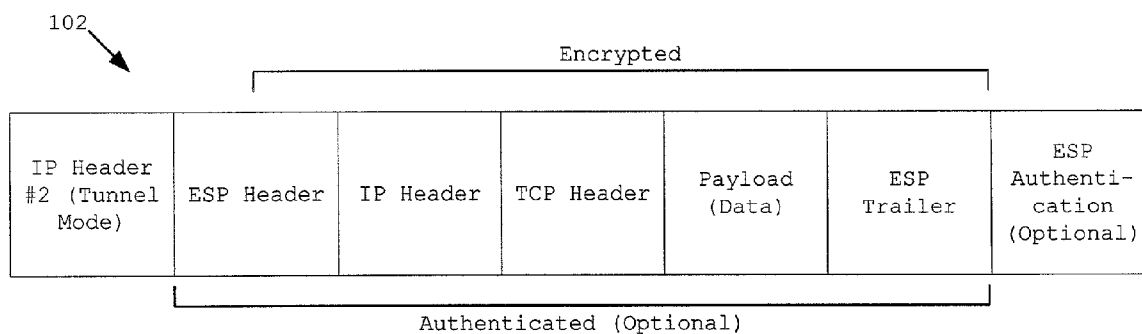 102
Encrypted
IP Header
#2 (Tunnel
Mode)
ESP Header
IP Header
TCP Header
Payload
(Data)
ESP
Trailer
ESP
Authenti-
cation
(Optional)
Authenticated (Optional)